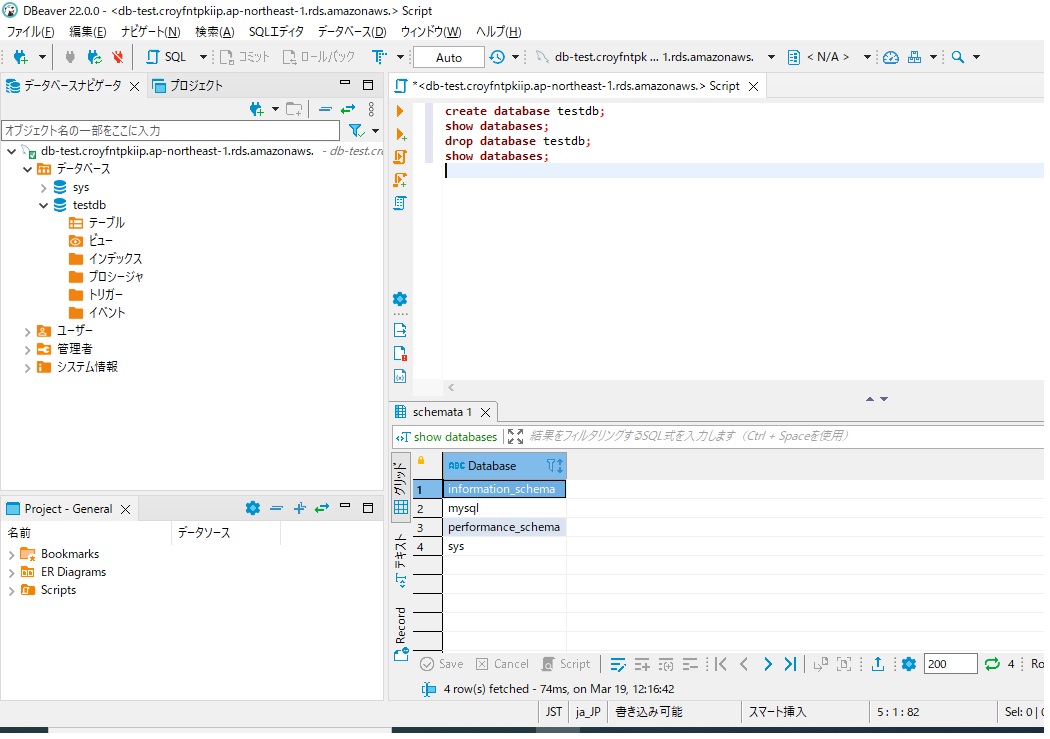 DBeaver 22.0.0 - <db-test.croyfntpkiip.ap-northeast-1.rds.amazonaws.> Script
ファイル(F) 編集(E) ナビゲート(N) 検索(A) SQLエディタ データベース(D) ウィンドウ(W) ヘルプ(H)
SQL コミット ロールバック Auto db-test.croyfntpk ... 1.rds.amazonaws. < N/A >
データベースナビゲータ プロジェクト
オブジェクト名の一部をここに入力
db-test.croyfntpkiip.ap-northeast-1.rds.amazonaws. - db-test.cr
データベース
sys
testdb
テーブル
ビュー
インデックス
プロシージャ
トリガー
イベント
ユーザー
管理者
システム情報
Project - General
名前 データソース
Bookmarks
ER Diagrams
Scripts
*<db-test.croyfntpkiip.ap-northeast-1.rds.amazonaws.> Script
create database testdb;
show databases;
drop database testdb;
show databases;
schemata 1
show databases 結果をフィルタリングするSQL式を入力します (Ctrl + Spaceを使用)
グリッド
テキスト
Record
ABC Database
1 information_schema
2 mysql
3 performance_schema
4 sys
Save Cancel Script 200 4 Ro
4 row(s) fetched - 74ms, on Mar 19, 12:16:42
JST ja_JP 書き込み可能 スマート挿入 5 : 1 : 82 Sel: 0 | 0